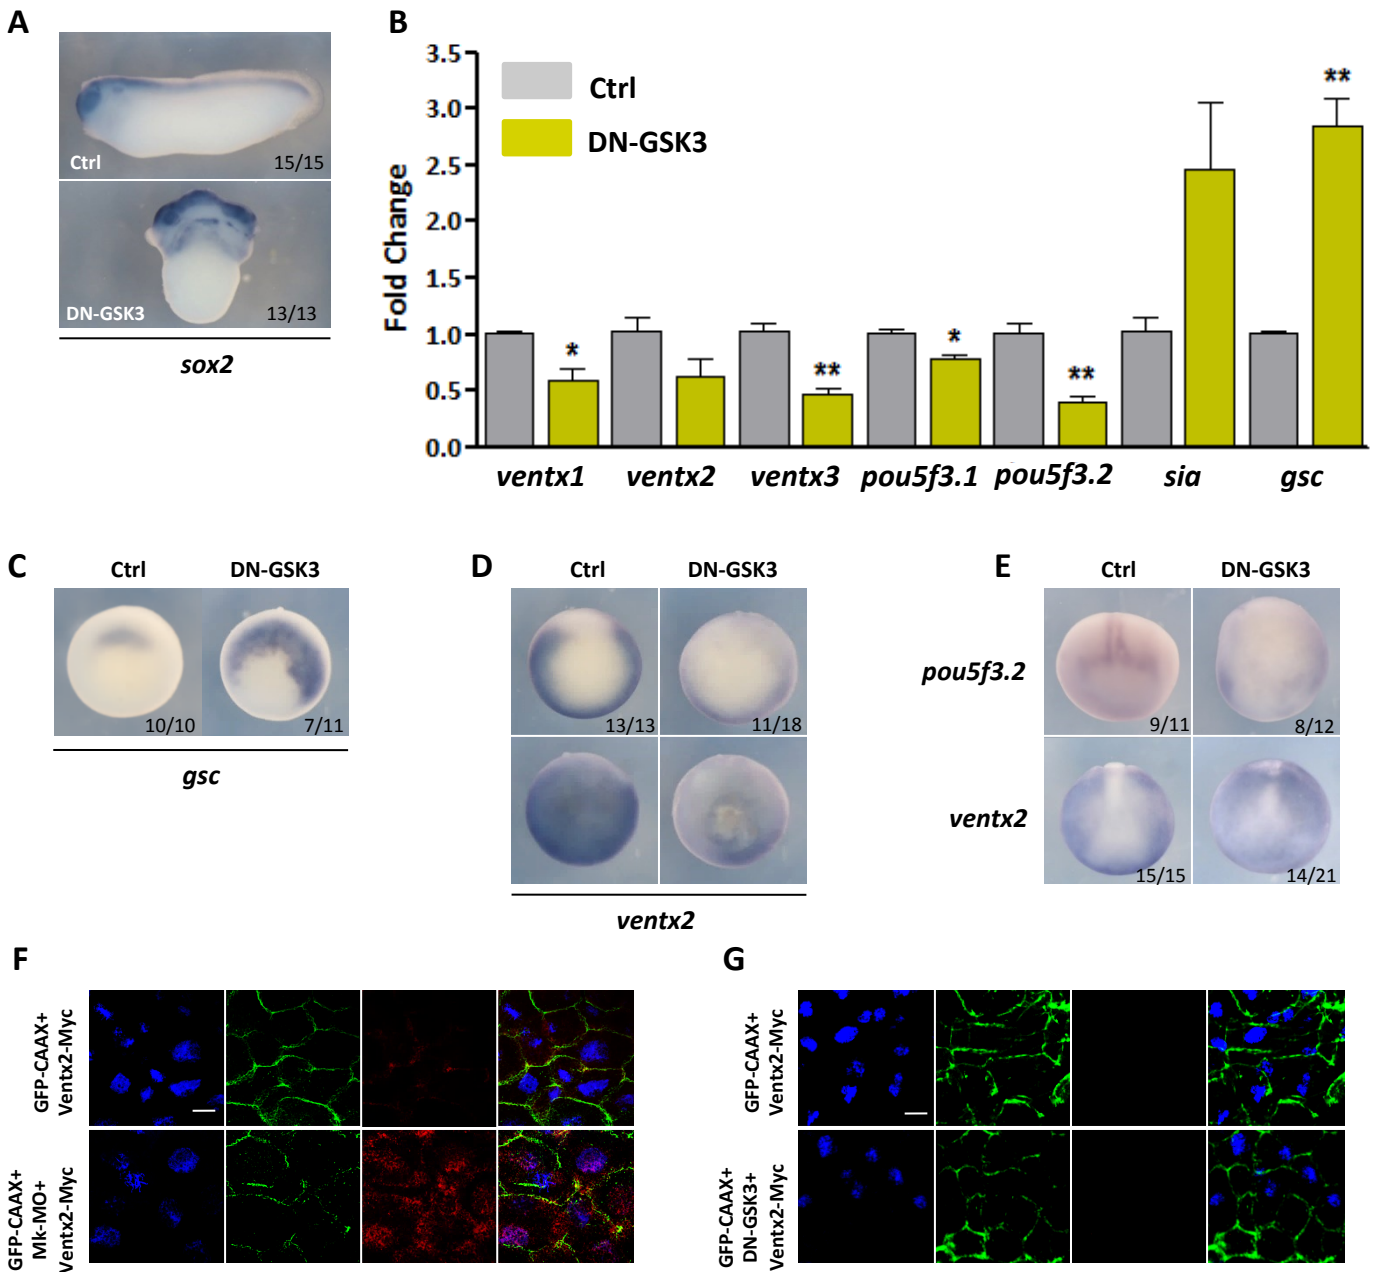 A
Ctrl
15/15
DN-GSK3
13/13
sox2
B
Fold Change
3.5
3.0
2.5
2.0
1.5
1.0
0.5
0.0
Ctrl
DN-GSK3
*
**
*
**
**
ventx1 ventx2 ventx3 pou5f3.1 pou5f3.2 sia gsc
C
Ctrl DN-GSK3
10/10 7/11
gsc
D
Ctrl DN-GSK3
13/13 11/18
ventx2
E
Ctrl DN-GSK3
pou5f3.2
9/11 8/12
ventx2
15/15 14/21
F
GFP-CAAX+
Ventx2-Myc
GFP-CAAX+
Mk-MO+
Ventx2-Myc
G
GFP-CAAX+
Ventx2-Myc
GFP-CAAX+
DN-GSK3+
Ventx2-Myc